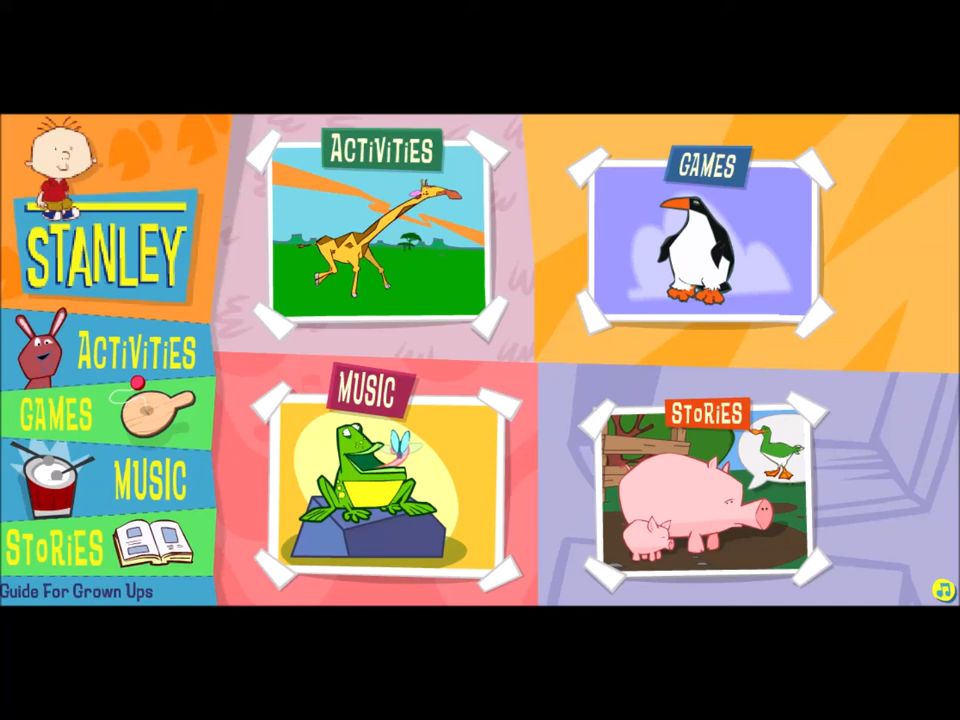 STANLEY
ACTiViTiES
GAMES
MUSiC
SToRiES
Guide For Grown Ups
ACTiViTiES
GAMES
MUSiC
SToRiES